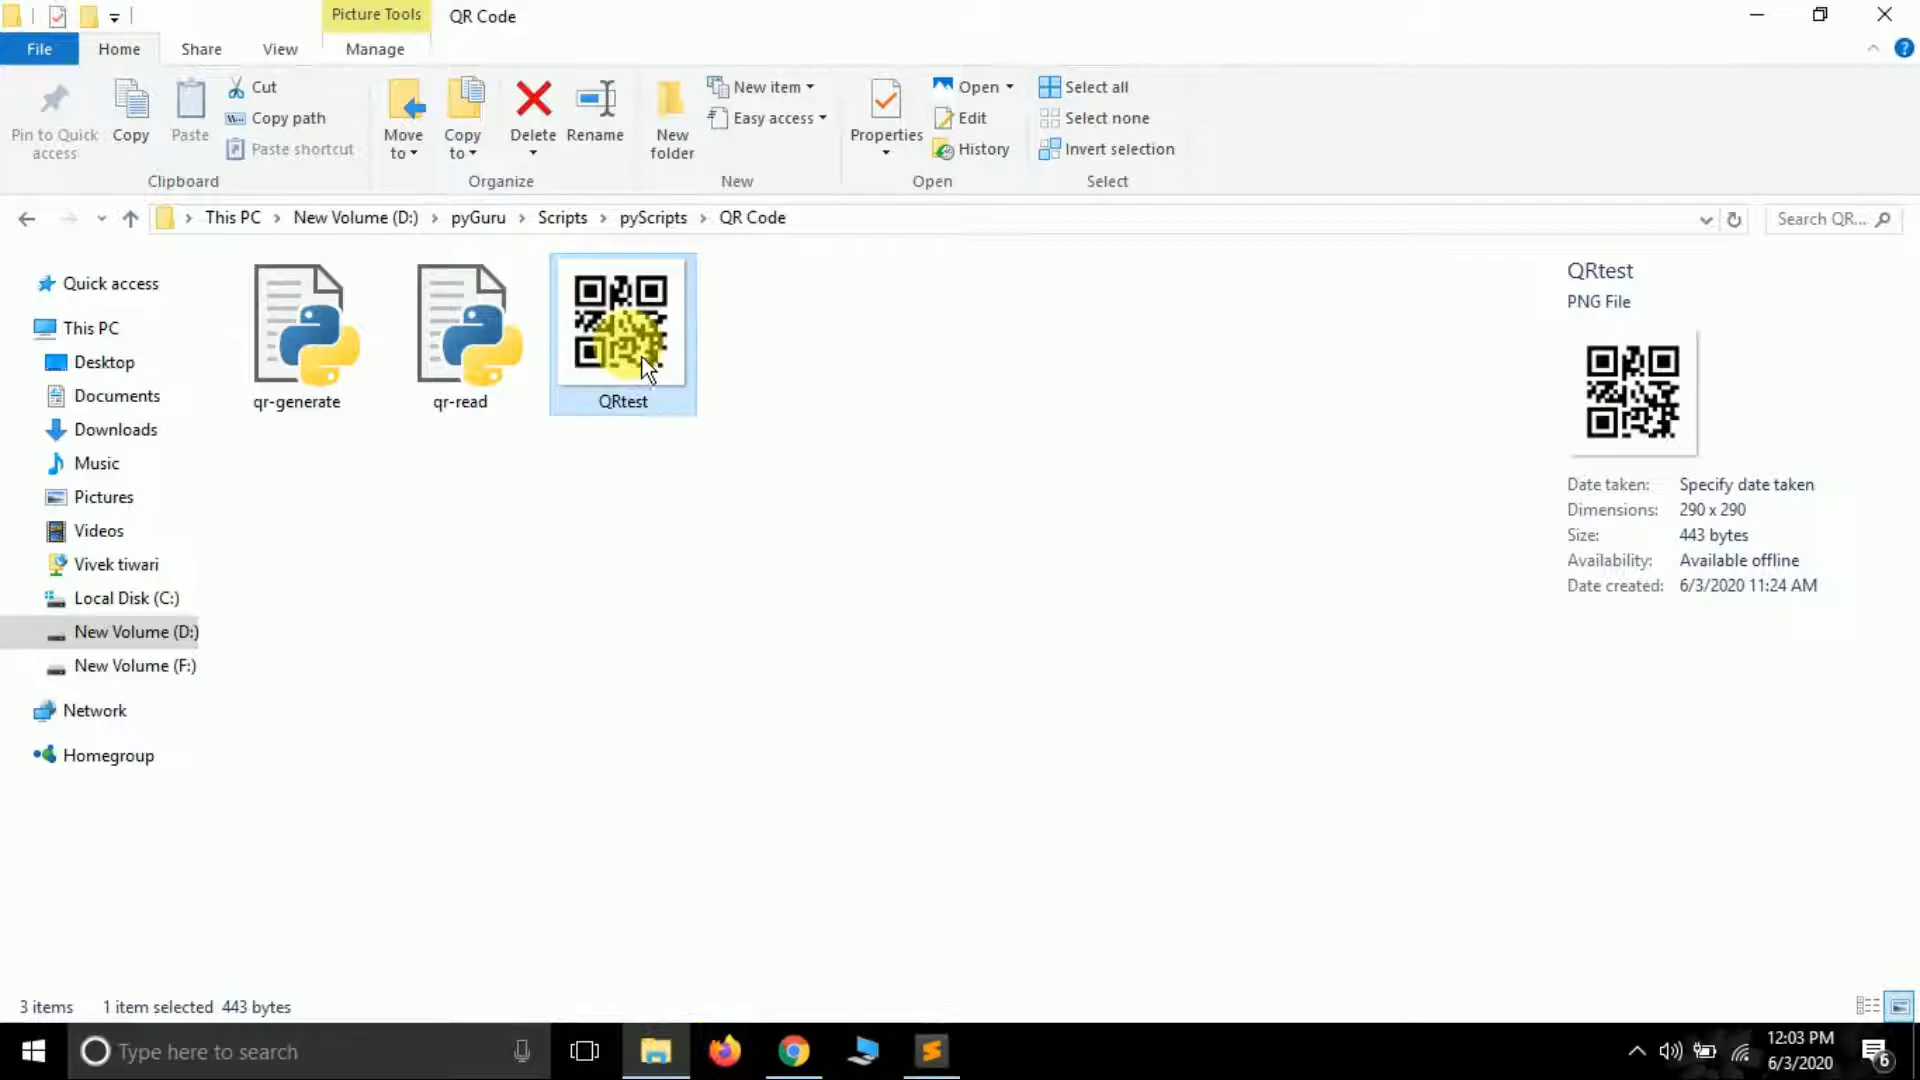 Picture Tools
QR Code
File
Home
Share
View
Manage
Pin to Quick access
Copy
Paste
Cut
Copy path
Paste shortcut
Clipboard
Move to
Copy to
Delete
Rename
Organize
New folder
New item
Easy access
New
Properties
Open
Edit
History
Open
Select all
Select none
Invert selection
Select
This PC
New Volume (D:)
pyGuru
Scripts
pyScripts
QR Code
Search QR...
Quick access
This PC
Desktop
Documents
Downloads
Music
Pictures
Videos
Vivek tiwari
Local Disk (C:)
New Volume (D:)
New Volume (F:)
Network
Homegroup
qr-generate
qr-read
QRtest
QRtest
PNG File
Date taken: Specify date taken
Dimensions: 290 x 290
Size: 443 bytes
Availability: Available offline
Date created: 6/3/2020 11:24 AM
3 items
1 item selected 443 bytes
Type here to search
12:03 PM
6/3/2020
6